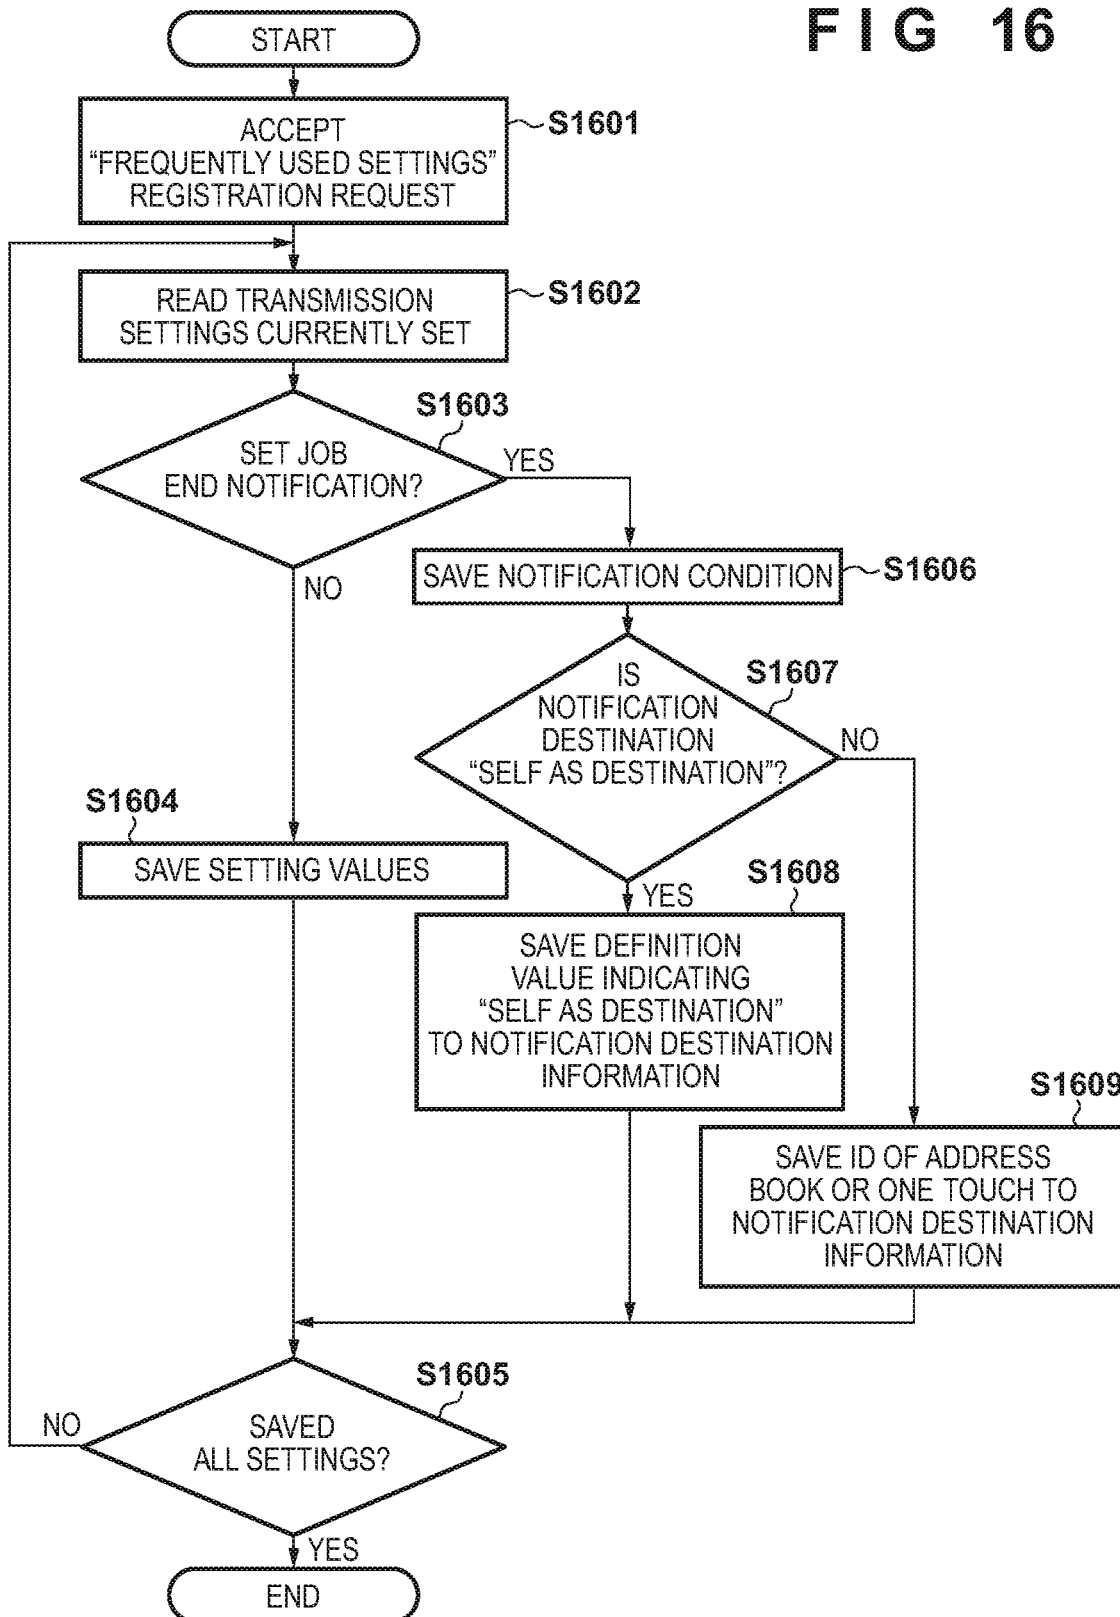 FIG 16
START
ACCEPT
“FREQUENTLY USED SETTINGS”
REGISTRATION REQUEST
S1601
READ TRANSMISSION
SETTINGS CURRENTLY SET
S1602
S1603
SET JOB
END NOTIFICATION?
YES
NO
SAVE NOTIFICATION CONDITION
S1606
IS
NOTIFICATION
DESTINATION
“SELF AS DESTINATION”?
S1607
NO
YES
S1604
SAVE SETTING VALUES
S1608
SAVE DEFINITION
VALUE INDICATING
“SELF AS DESTINATION”
TO NOTIFICATION DESTINATION
INFORMATION
S1609
SAVE ID OF ADDRESS
BOOK OR ONE TOUCH TO
NOTIFICATION DESTINATION
INFORMATION
S1605
SAVED
ALL SETTINGS?
NO
YES
END